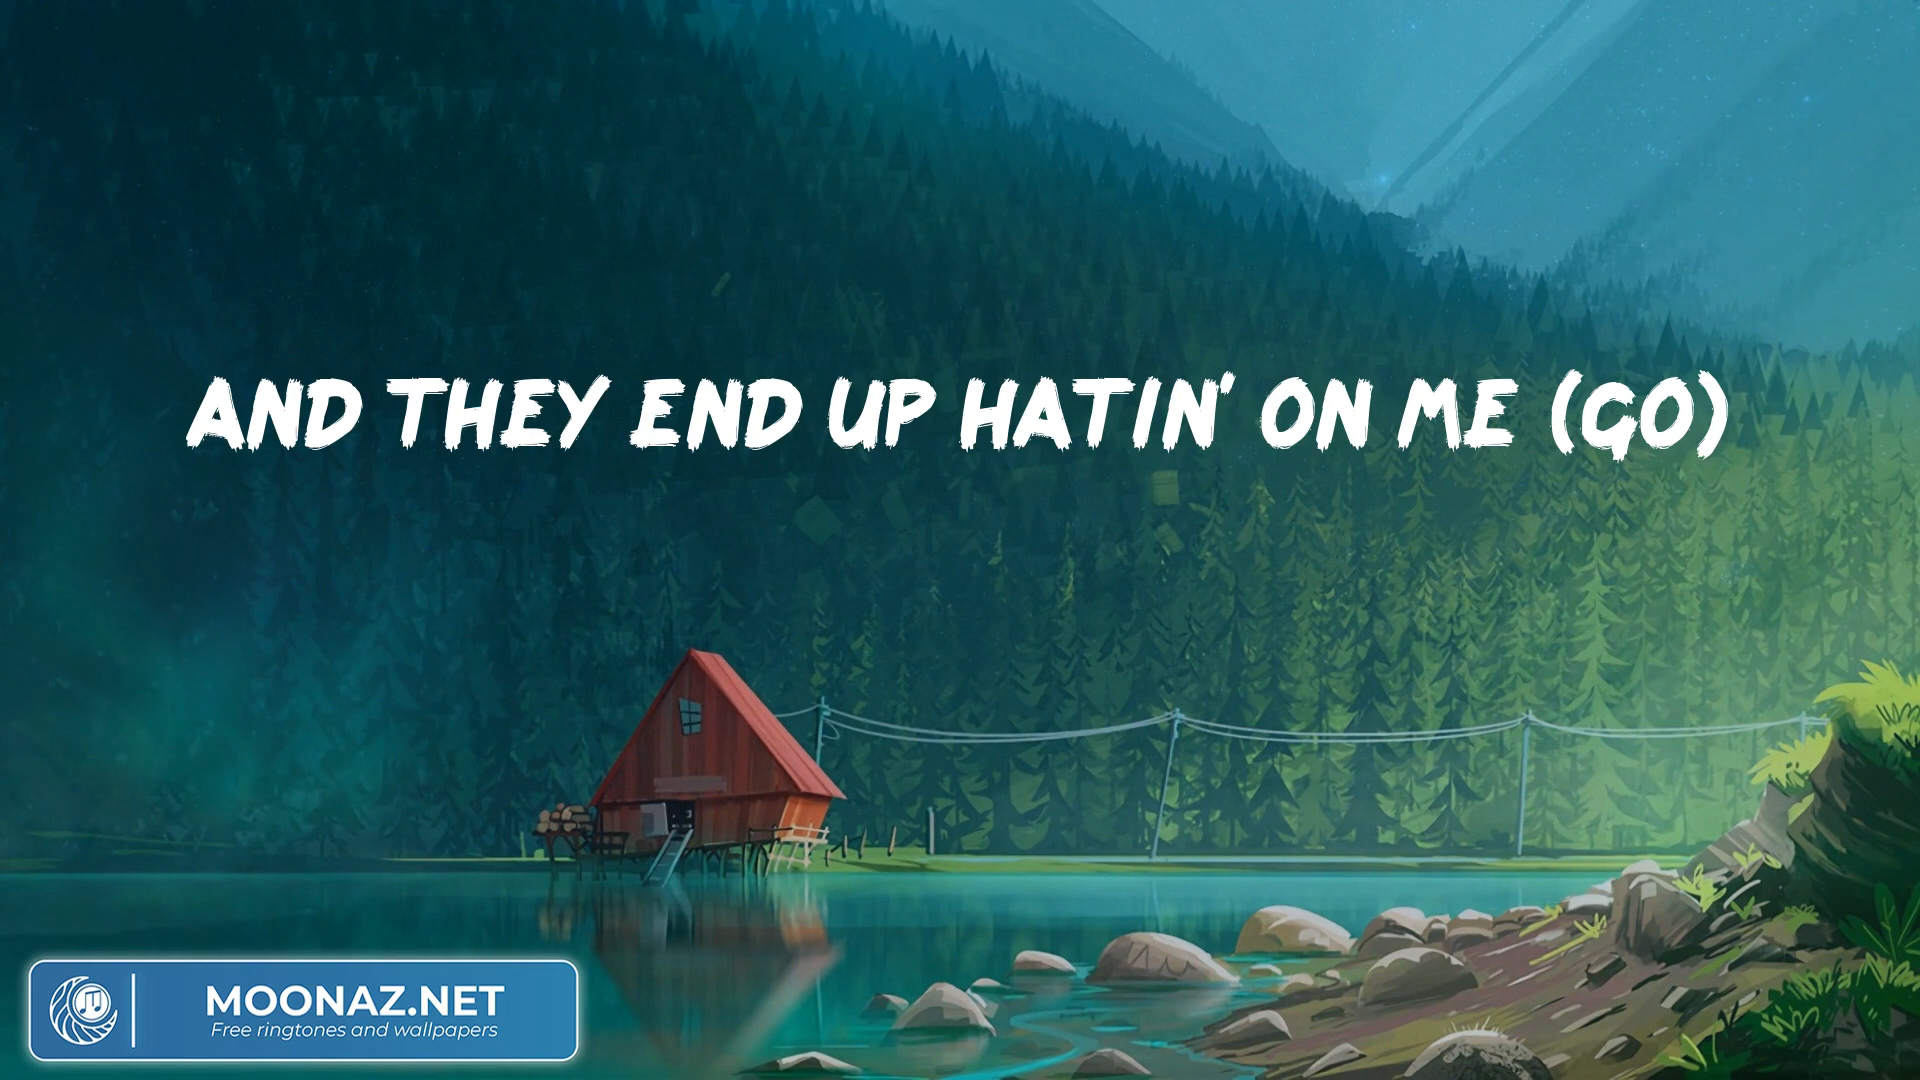 AND THEY END UP HATIN' ON ME (GO)
MOONAZ.NET
Free ringtones and wallpapers